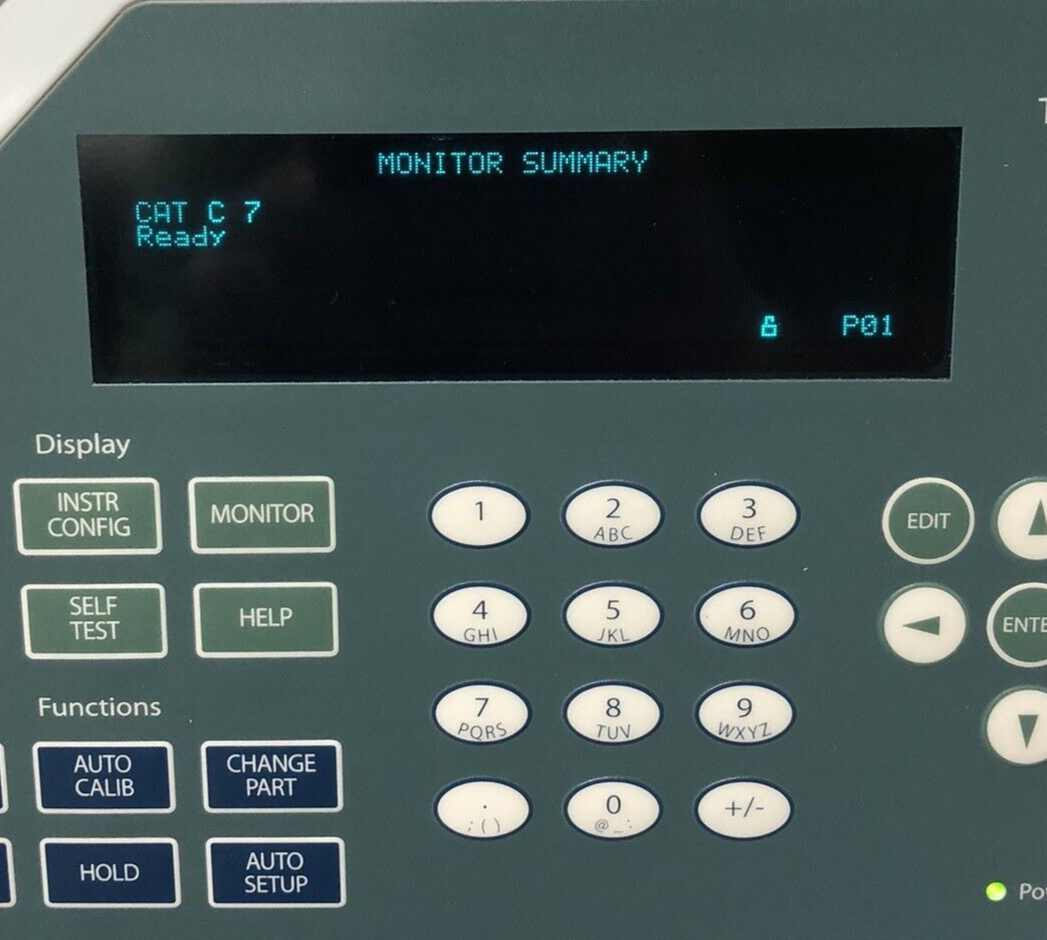 T
MONITOR SUMMARY
CAT C 7
Ready
P01
Display
INSTR
CONFIG
MONITOR
SELF
TEST
HELP
Functions
AUTO
CALIB
CHANGE
PART
HOLD
AUTO
SETUP
1
2
ABC
3
DEF
4
GHI
5
JKL
6
MNO
7
PQRS
8
TUV
9
WXYZ
.
; ( )
0
@ _ :
+/-
EDIT
ENTE
Po